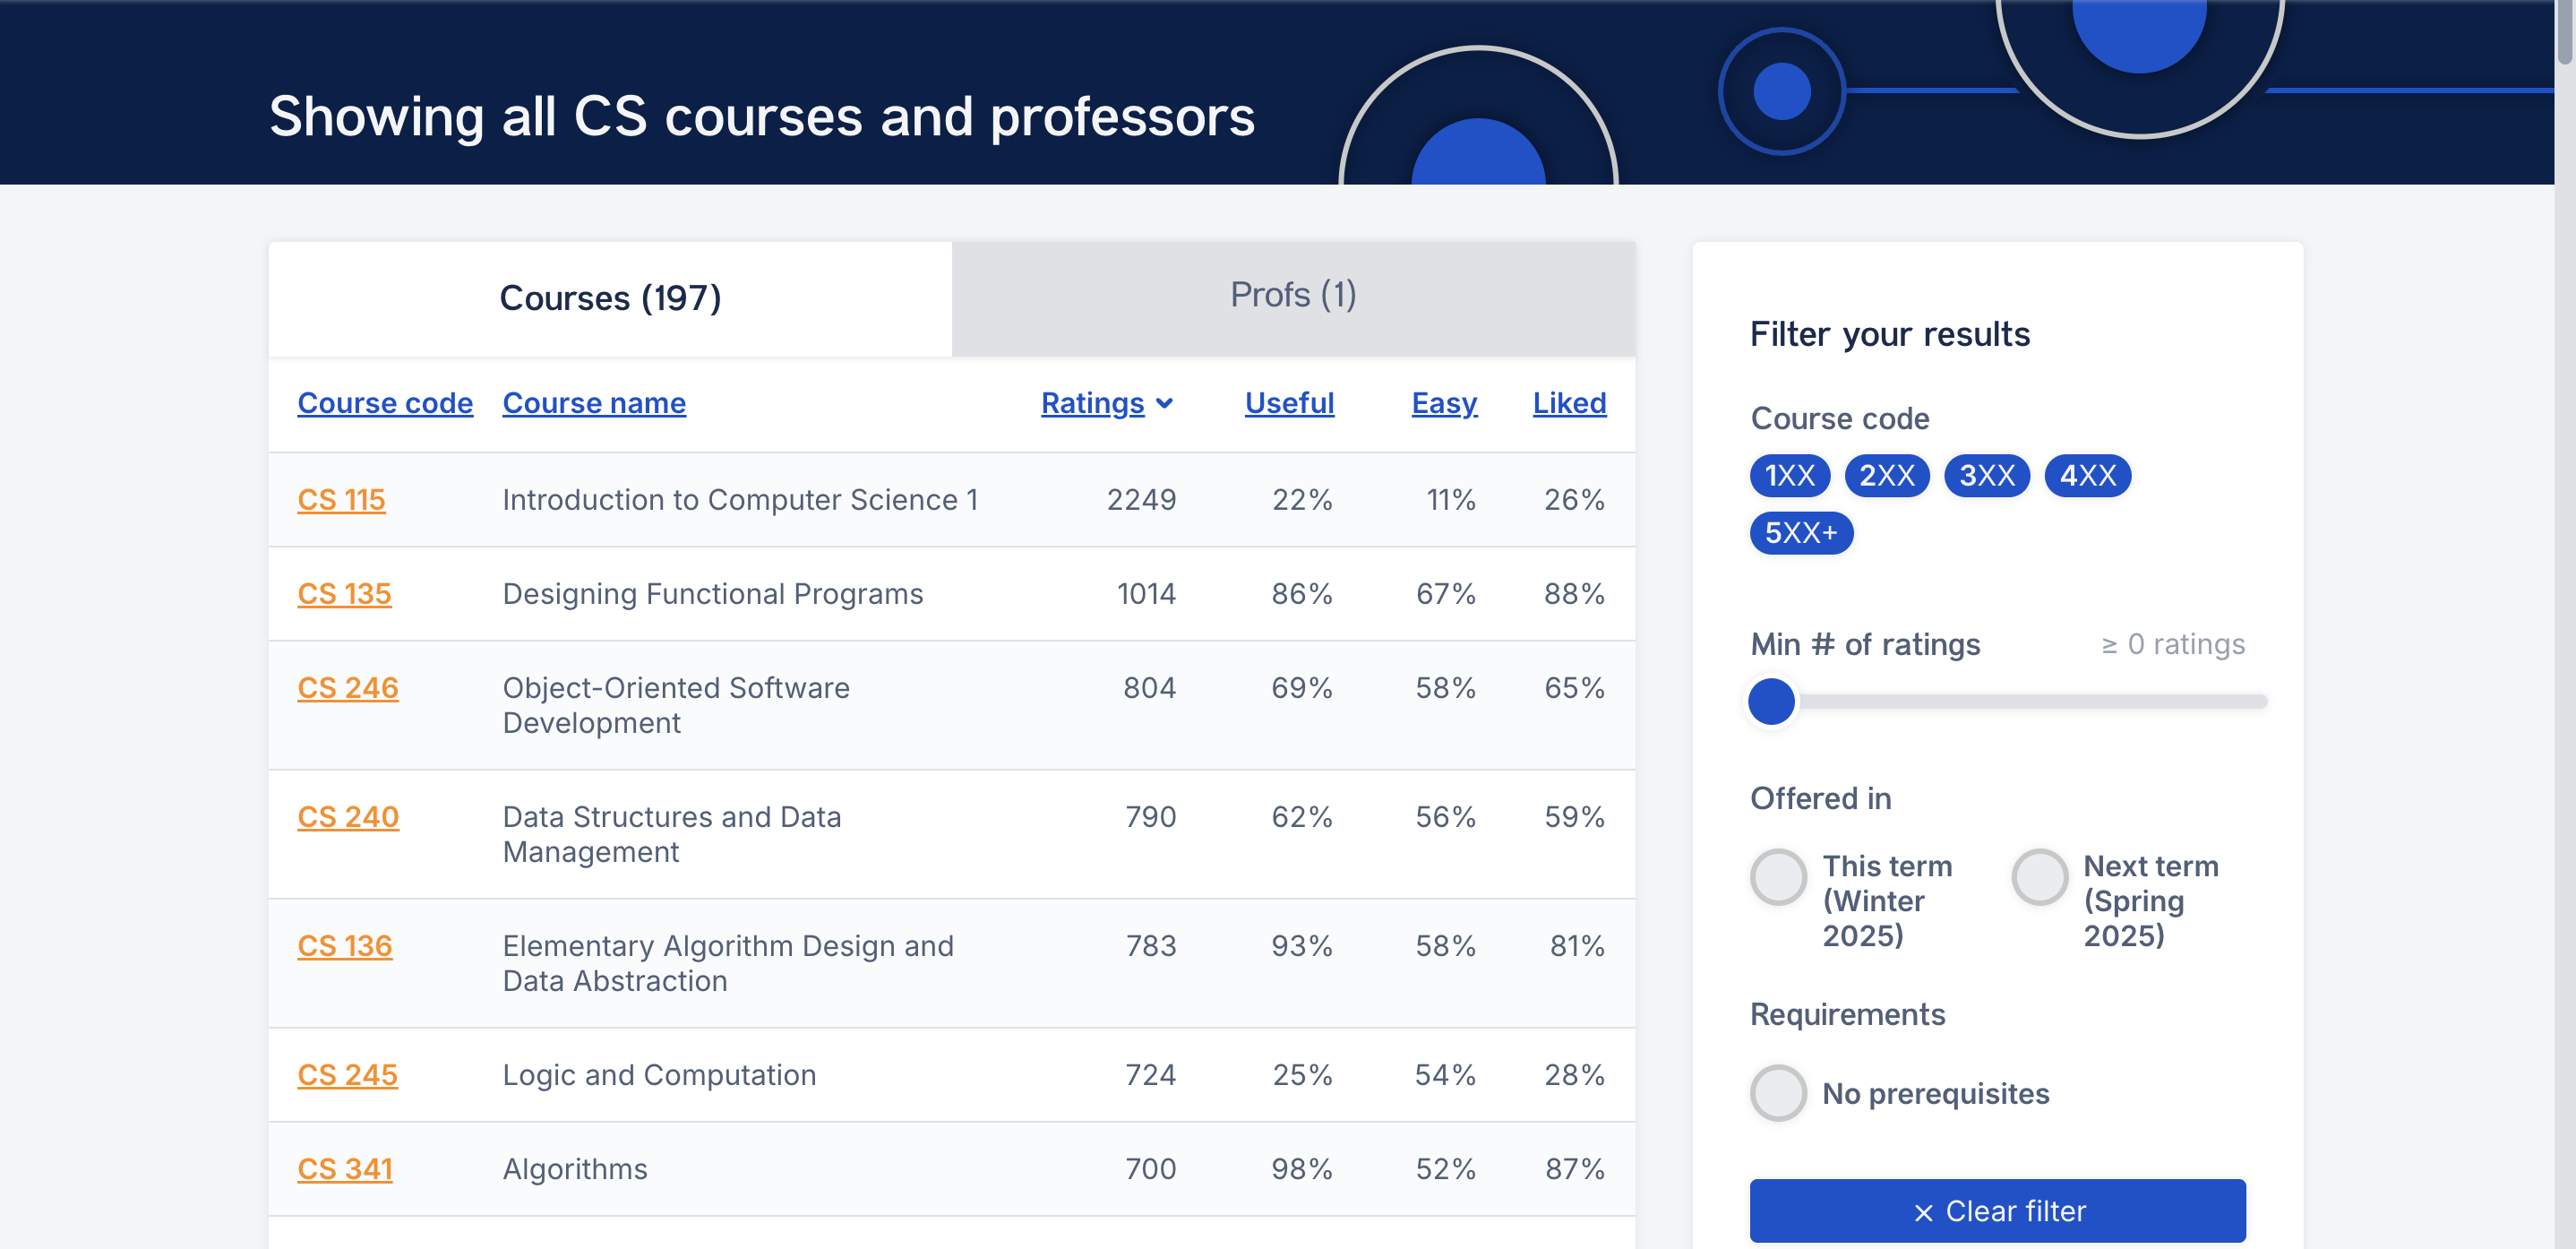 Showing all CS courses and professors
Courses (197)
Profs (1)
Course code Course name Ratings Useful Easy Liked
CS 115 Introduction to Computer Science 1 2249 22% 11% 26%
CS 135 Designing Functional Programs 1014 86% 67% 88%
CS 246 Object-Oriented Software 804 69% 58% 65%
Development
CS 240 Data Structures and Data 790 62% 56% 59%
Management
CS 136 Elementary Algorithm Design and 783 93% 58% 81%
Data Abstraction
CS 245 Logic and Computation 724 25% 54% 28%
CS 341 Algorithms 700 98% 52% 87%
Filter your results
Course code
1XX 2XX 3XX 4XX
5XX+
Min # of ratings ≥ 0 ratings
Offered in
This term
(Winter
2025)
Next term
(Spring
2025)
Requirements
No prerequisites
× Clear filter